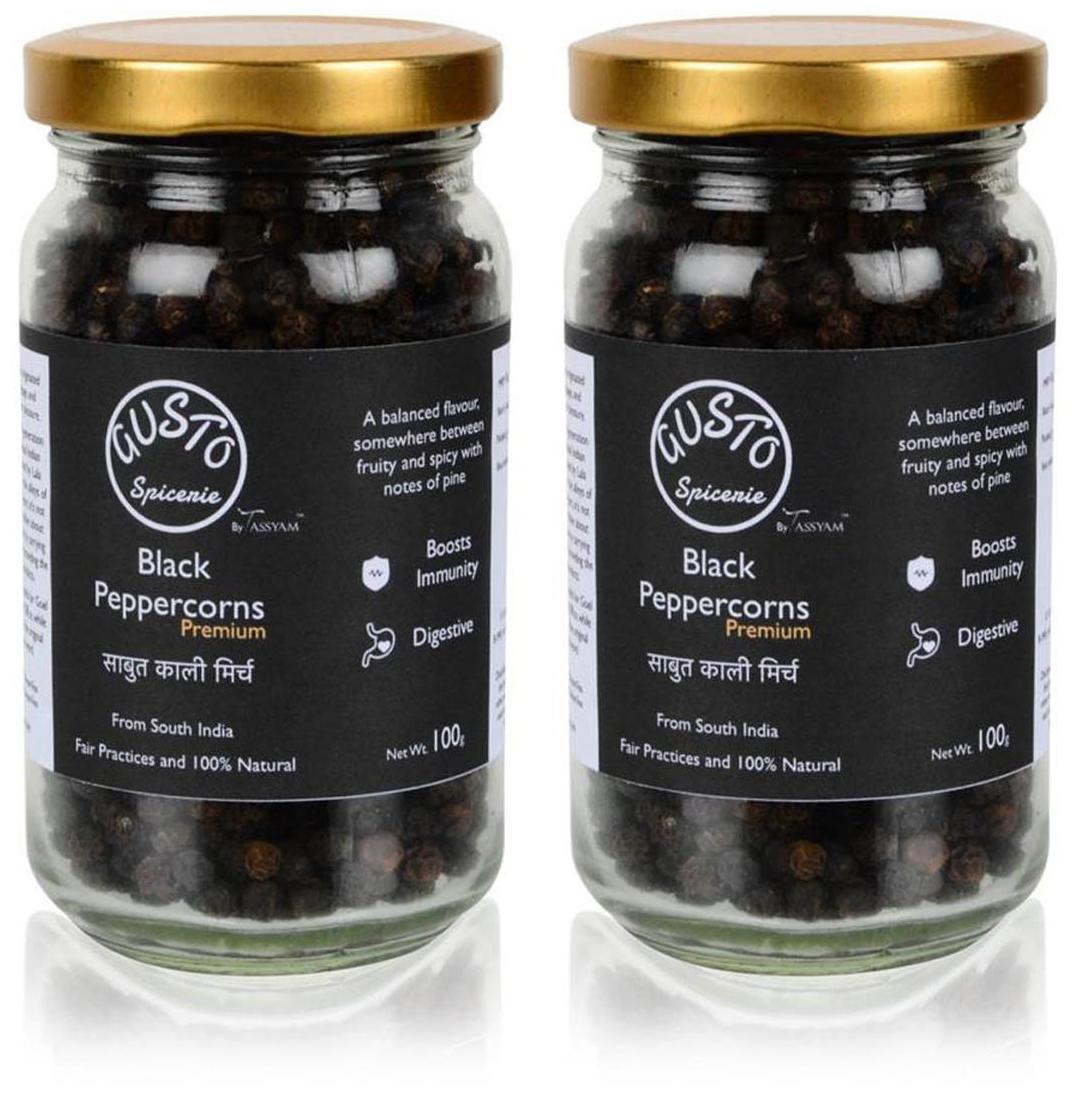 GUSTO
Spicerie
By TASSYAM™
Black
Peppercorns
Premium
साबुत काली मिर्च
From South India
Fair Practices and 100% Natural
A balanced flavour,
somewhere between
fruity and spicy with
notes of pine
Boosts
Immunity
Digestive
Net Wt. 100g
GUSTO
Spicerie
By TASSYAM™
Black
Peppercorns
Premium
साबुत काली मिर्च
From South India
Fair Practices and 100% Natural
A balanced flavour,
somewhere between
fruity and spicy with
notes of pine
Boosts
Immunity
Digestive
Net Wt. 100g